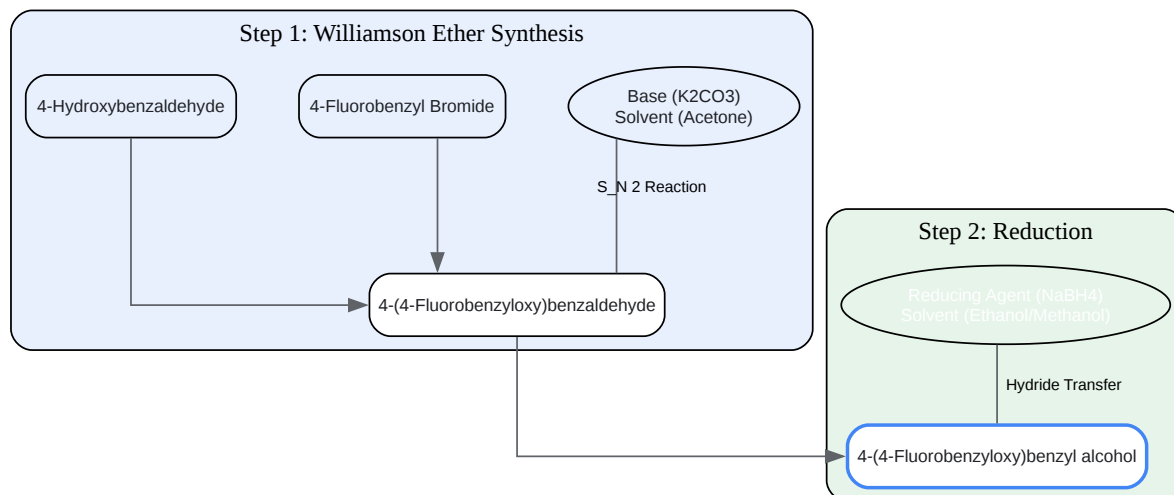 Step 1: Williamson Ether Synthesis
4-Hydroxybenzaldehyde
4-Fluorobenzyl Bromide
Base (K2CO3)
Solvent (Acetone)
S_N 2 Reaction
4-(4-Fluorobenzyloxy)benzaldehyde
Step 2: Reduction
Reducing Agent (NaBH4)
Solvent (Ethanol/Methanol)
Hydride Transfer
4-(4-Fluorobenzyloxy)benzyl alcohol